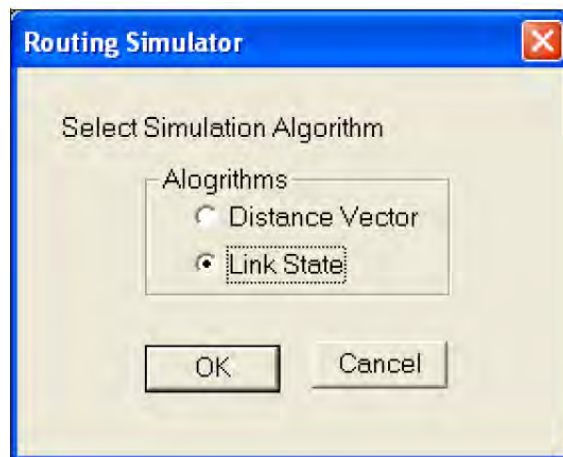 Routing Simulator
Select Simulation Algorithm
Alogrithms
Distance Vector
Link State
OK Cancel